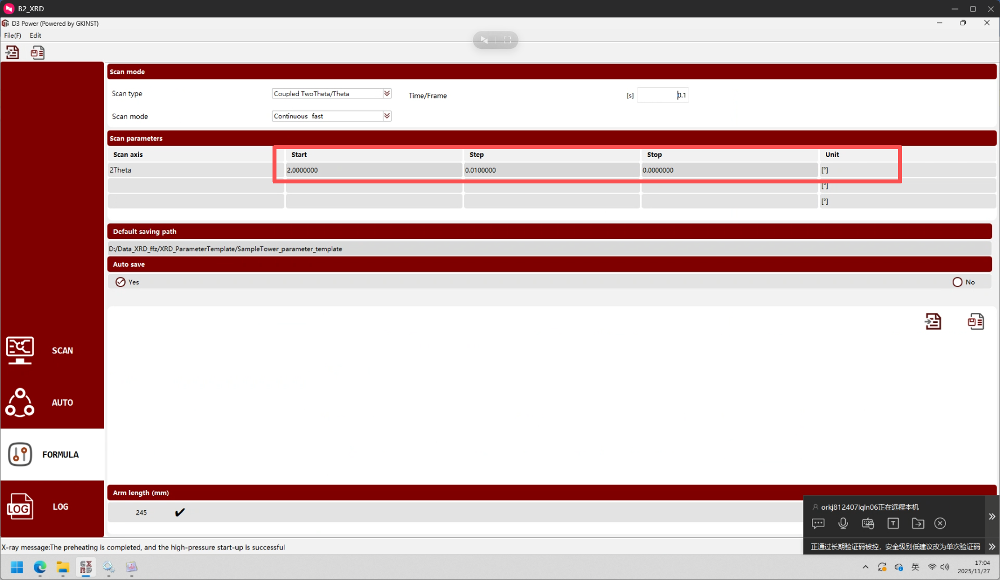 B2_XRD
D3 Power (Powered by GKINST)
File(F) Edit
Scan mode
Scan type Coupled TwoTheta/Theta Time/Frame [s] 0.1
Scan mode Continuous fast
Scan parameters
Scan axis Start Step Stop Unit
2Theta 2.0000000 0.0100000 0.0000000 [°]
[°]
[°]
Default saving path
D:/Data_XRD_ffz/XRD_ParameterTemplate/SampleTower_parameter_template
Auto save
Yes No
SCAN
AUTO
FORMULA
LOG
LOG
Arm length (mm)
245
orkj812407lqln06正在远程本机
T
正通过长期验证码被控，安全级别低建议改为单次验证码
X-ray message:The preheating is completed, and the high-pressure start-up is successful
CX
RD
英
17:04
2025/11/27